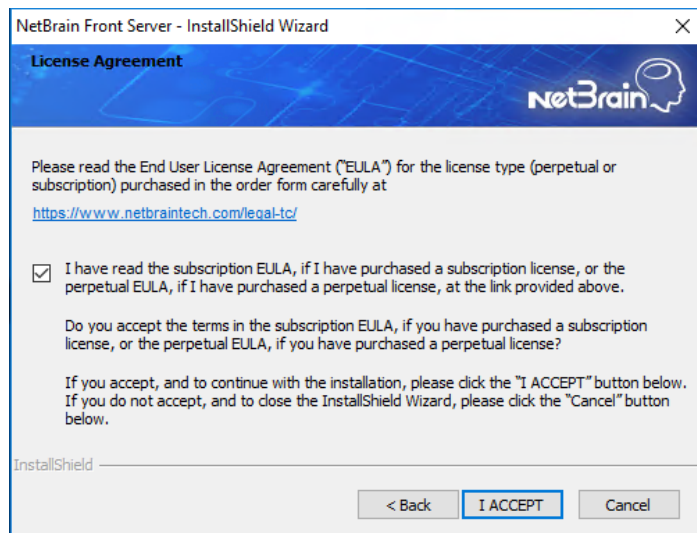 NetBrain Front Server - InstallShield Wizard
License Agreement
NetBrain
Please read the End User License Agreement ("EULA") for the license type (perpetual or
subscription) purchased in the order form carefully at
https://www.netbraintech.com/legal-tc/
I have read the subscription EULA, if I have purchased a subscription license, or the
perpetual EULA, if I have purchased a perpetual license, at the link provided above.
Do you accept the terms in the subscription EULA, if you have purchased a subscription
license, or the perpetual EULA, if you have purchased a perpetual license?
If you accept, and to continue with the installation, please click the "I ACCEPT" button below.
If you do not accept, and to close the InstallShield Wizard, please click the "Cancel" button
below.
InstallShield
< Back I ACCEPT Cancel